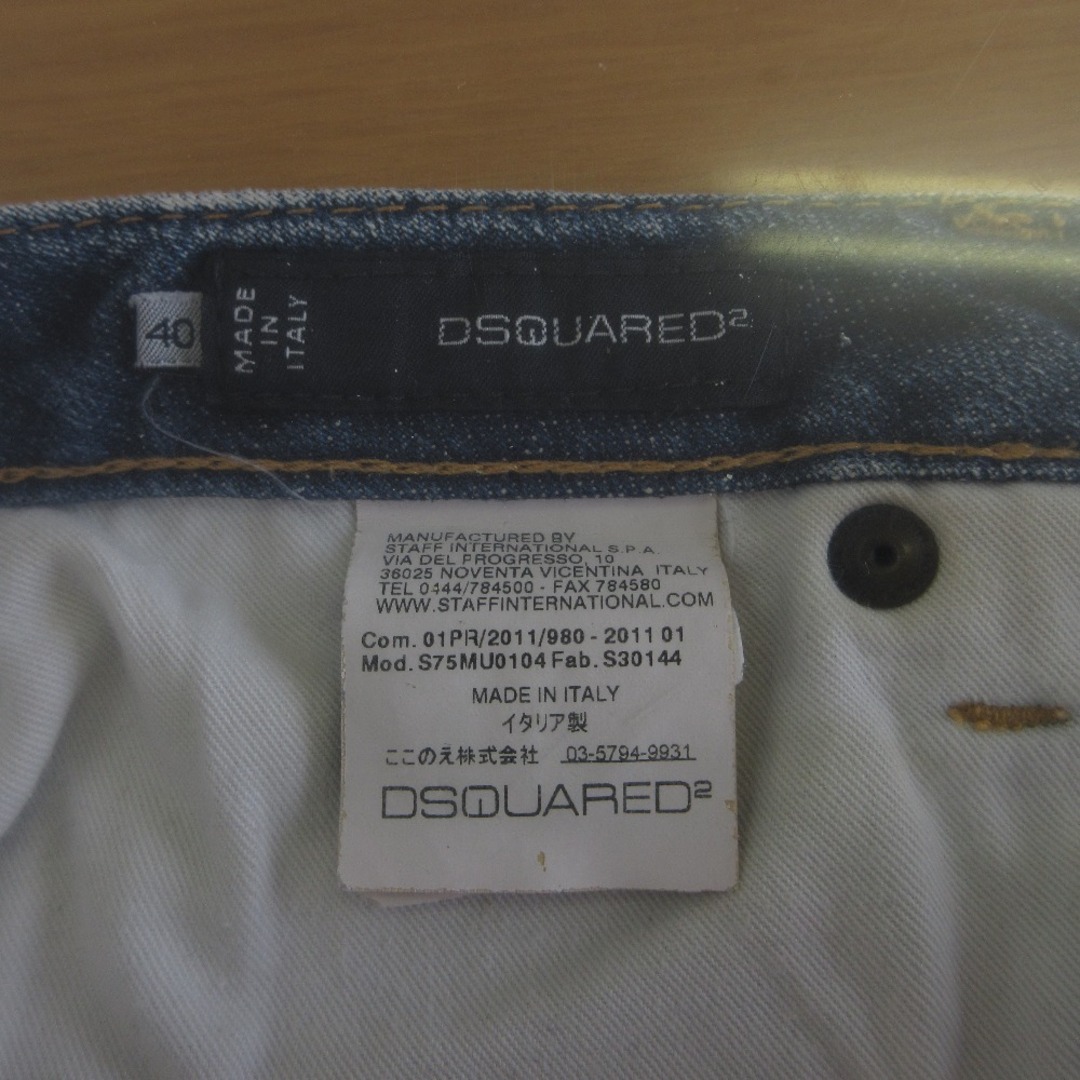 40
MADE
IN
ITALY
DSQUARED2
MANUFACTURED BY
STAFF INTERNATIONAL S.P.A.
VIA DEL PROGRESSO, 10
36025 NOVENTA VICENTINA, ITALY
TEL 0444/784500 - FAX 784580
WWW.STAFFINTERNATIONAL.COM
Com. 01PR/2011/980 - 2011 01
Mod. S75MU0104 Fab. S30144
MADE IN ITALY
イタリア製
ここのえ株式会社 03-5794-9931
DSQUARED2